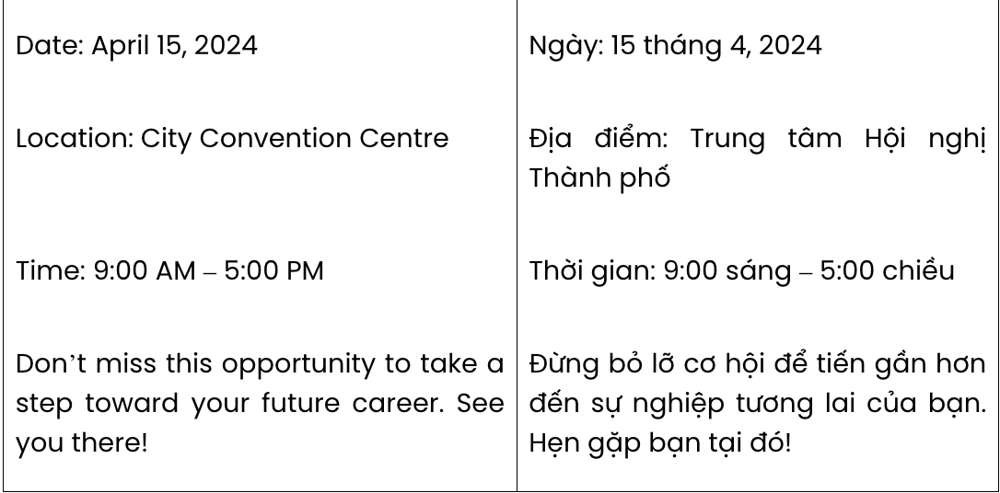 Date: April 15, 2024
Location: City Convention Centre
Time: 9:00 AM – 5:00 PM
Don’t miss this opportunity to take a
step toward your future career. See
you there!
Ngày: 15 tháng 4, 2024
Địa điểm: Trung tâm Hội nghị
Thành phố
Thời gian: 9:00 sáng – 5:00 chiều
Đừng bỏ lỡ cơ hội để tiến gần hơn
đến sự nghiệp tương lai của bạn.
Hẹn gặp bạn tại đó!